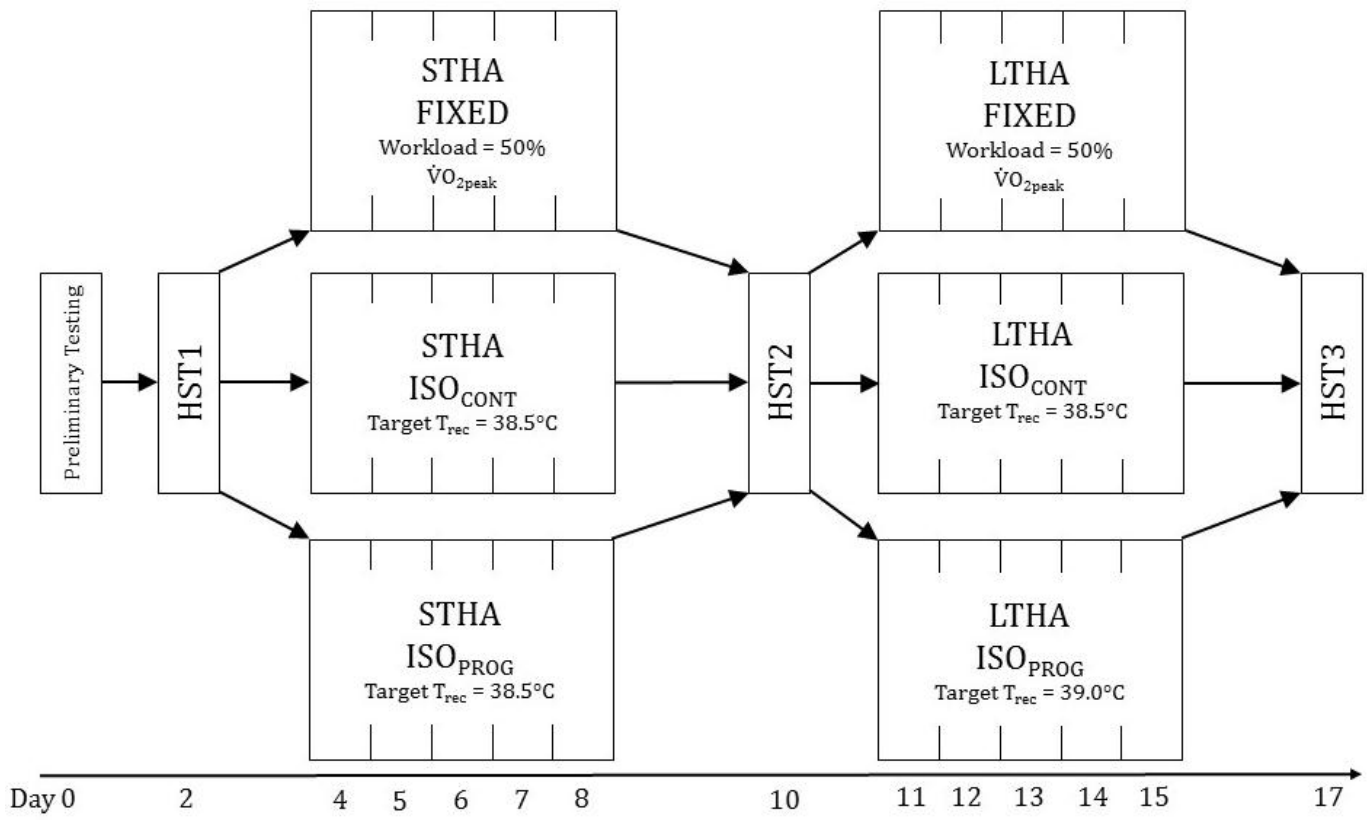 STHA
FIXED
Workload = 50%
V̇O2peak
LTHA
FIXED
Workload = 50%
V̇O2peak
Preliminary Testing
HST1
STHA
ISOCONT
Target Trec = 38.5°C
HST2
LTHA
ISOCONT
Target Trec = 38.5°C
HST3
STHA
ISOPROG
Target Trec = 38.5°C
LTHA
ISOPROG
Target Trec = 39.0°C
Day 0 2 4 5 6 7 8 10 11 12 13 14 15 17